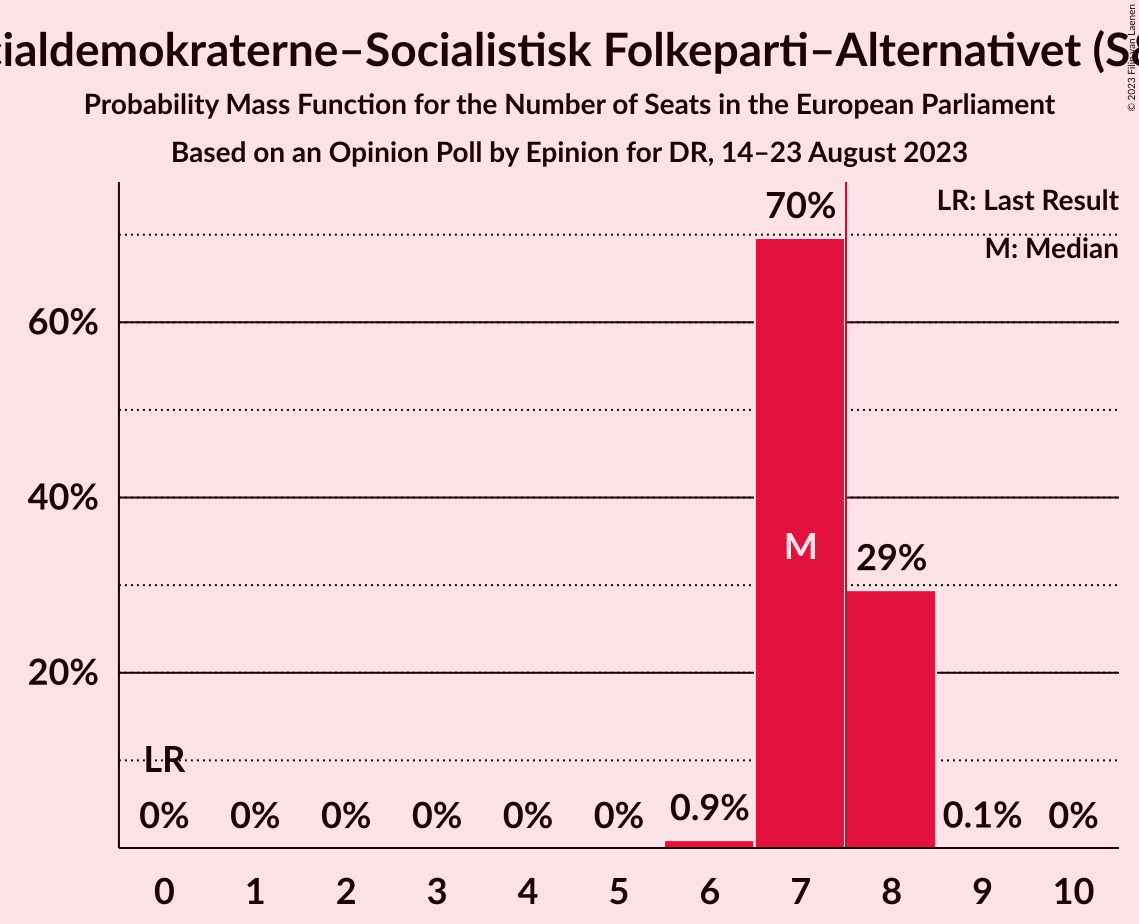 cialdemokraterne–Socialistisk Folkeparti–Alternativet (S
© 2023 Filip van Laenen
Probability Mass Function for the Number of Seats in the European Parliament
Based on an Opinion Poll by Epinion for DR, 14–23 August 2023
LR: Last Result
M: Median
60%
40%
20%
70%
M
29%
LR
0% 0% 0% 0% 0% 0% 0.9% 0.1% 0%
0 1 2 3 4 5 6 7 8 9 10